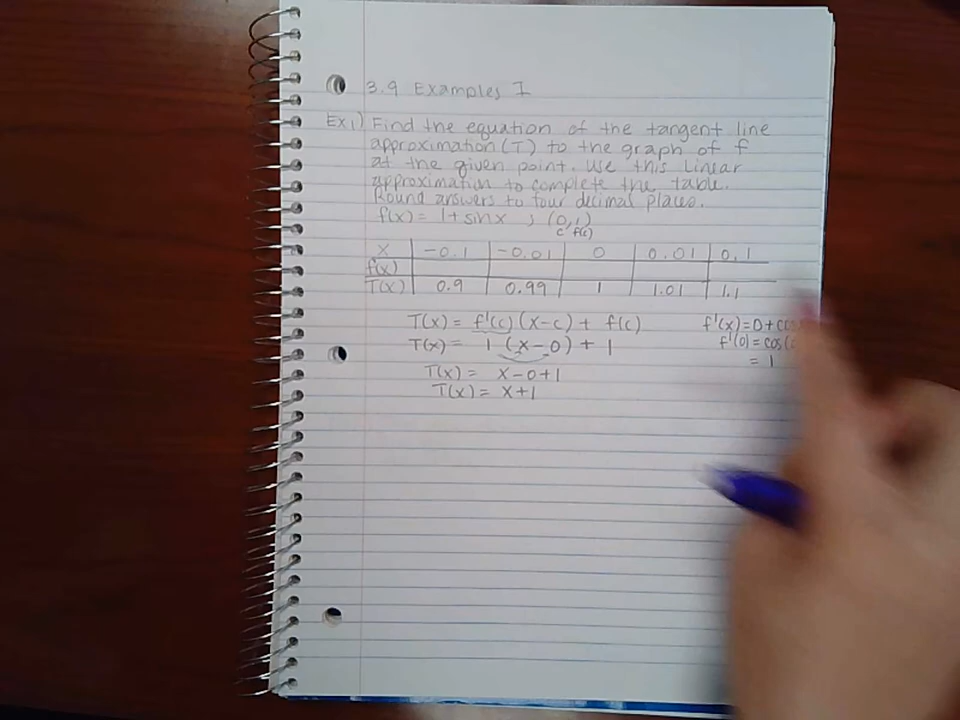 3.9 Examples I
Ex1) Find the equation of the tangent line
approximation (T) to the graph of f
at the given point. Use this linear
approximation to complete the table.
Round answers to four decimal places.
f(x) = 1 + sin x ; (0, 1)
c f(c)
x -0.1 -0.01 0 0.01 0.1
f(x)
T(x) 0.9 0.99 1 1.01 1.1
T(x) = f'(c) (x-c) + f(c) f'(x) = 0 +
T(x) = 1 (x-0) + 1 f'(0) = cos(
= 1
T(x) = x-0+1
T(x) = x+1